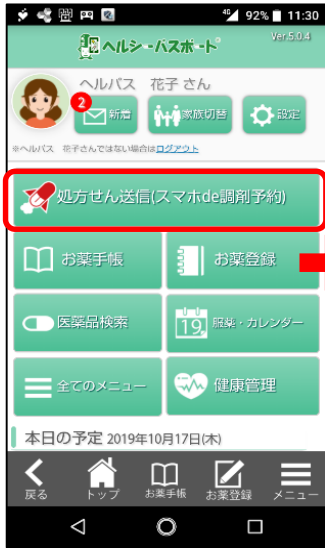 4G 92% 11:30
ヘルシーパスポート Ver.5.0.4
ヘルパス 花子 さん
2 新着 家族切替 設定
※ヘルパス 花子さんではない場合はログアウト
処方せん送信(スマホde調剤予約)
お薬手帳 お薬登録
医薬品検索 19 服薬・カレンダー
全てのメニュー 健康管理
本日の予定 2019年10月17日(木)
戻る トップ お薬手帳 お薬登録 メニュー